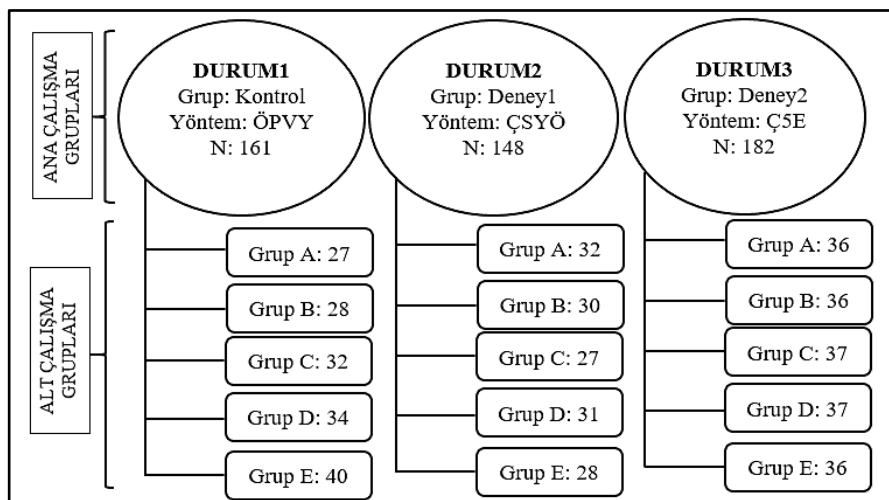 ANA ÇALIŞMA
GRUPLARI
DURUM1
Grup: Kontrol
Yöntem: ÖPVY
N: 161
DURUM2
Grup: Deney1
Yöntem: ÇSYÖ
N: 148
DURUM3
Grup: Deney2
Yöntem: Ç5E
N: 182
ALT ÇALIŞMA
GRUPLARI
Grup A: 27
Grup B: 28
Grup C: 32
Grup D: 34
Grup E: 40
Grup A: 32
Grup B: 30
Grup C: 27
Grup D: 31
Grup E: 28
Grup A: 36
Grup B: 36
Grup C: 37
Grup D: 37
Grup E: 36